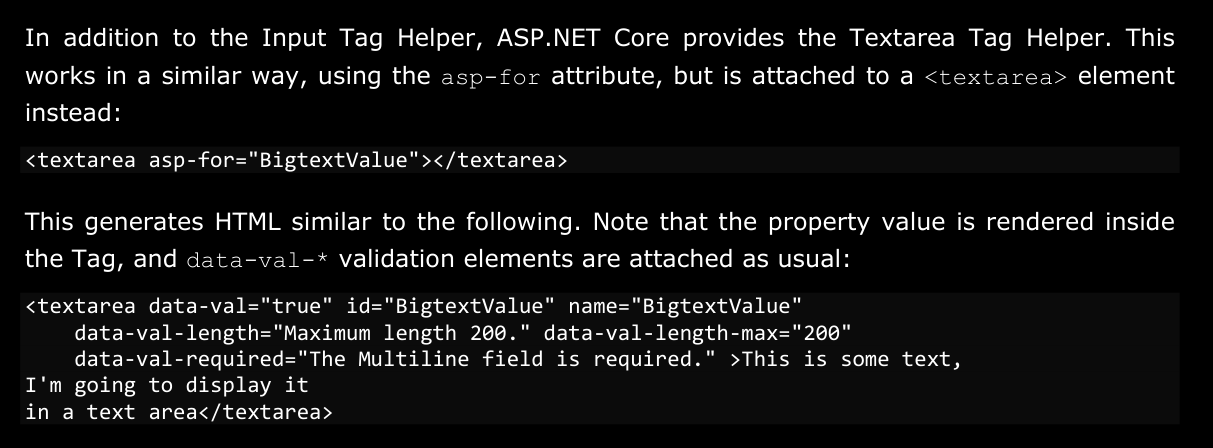 In addition to the Input Tag Helper, ASP.NET Core provides the Textarea Tag Helper. This
works in a similar way, using the asp-for attribute, but is attached to a <textarea> element
instead:
<textarea asp-for="BigtextValue"></textarea>
This generates HTML similar to the following. Note that the property value is rendered inside
the Tag, and data-val-* validation elements are attached as usual:
<textarea data-val="true" id="BigtextValue" name="BigtextValue"
    data-val-length="Maximum length 200." data-val-length-max="200"
    data-val-required="The Multiline field is required." >This is some text,
I'm going to display it
in a text area</textarea>